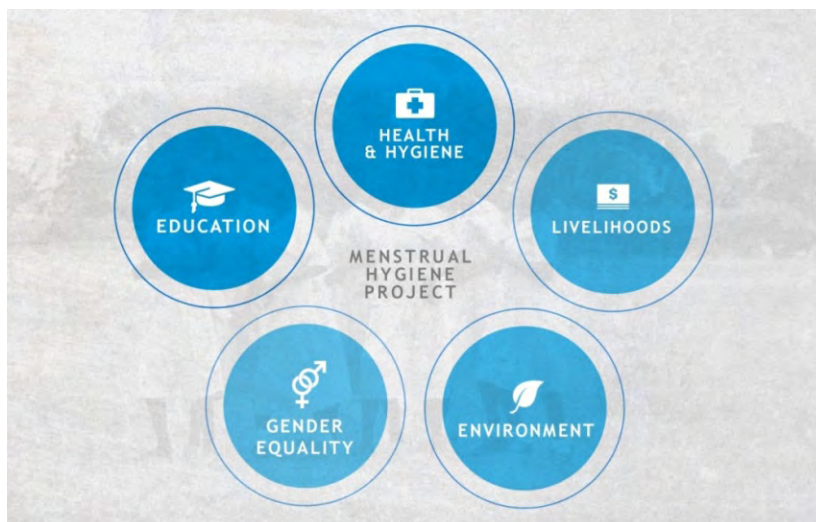 HEALTH
& HYGIENE
EDUCATION
$
LIVELIHOODS
MENSTRUAL
HYGIENE
PROJECT
GENDER
EQUALITY
ENVIRONMENT